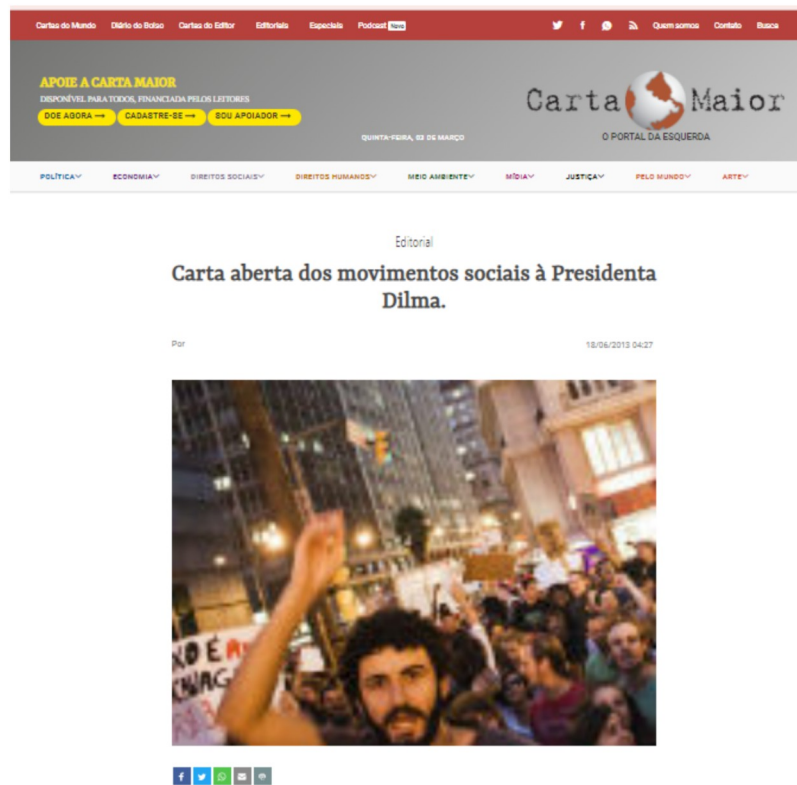 Cartas do Mundo Diário do Bolso Cartas do Editor Editoriais Especiais Podcast Novo Quem somos Contato Busca
APOIE A CARTA MAIOR
DISPONÍVEL PARA TODOS, FINANCIADA PELOS LEITORES
DOE AGORA → CADASTRE-SE → SOU APOIADOR →
QUINTA-FEIRA, 03 DE MARÇO
Carta Maior
O PORTAL DA ESQUERDA
POLÍTICA ECONOMIA DIREITOS SOCIAIS DIREITOS HUMANOS MEIO AMBIENTE MÍDIA JUSTIÇA PELO MUNDO ARTE
Editorial
Carta aberta dos movimentos sociais à Presidenta
Dilma.
Por 18/06/2013 04:27